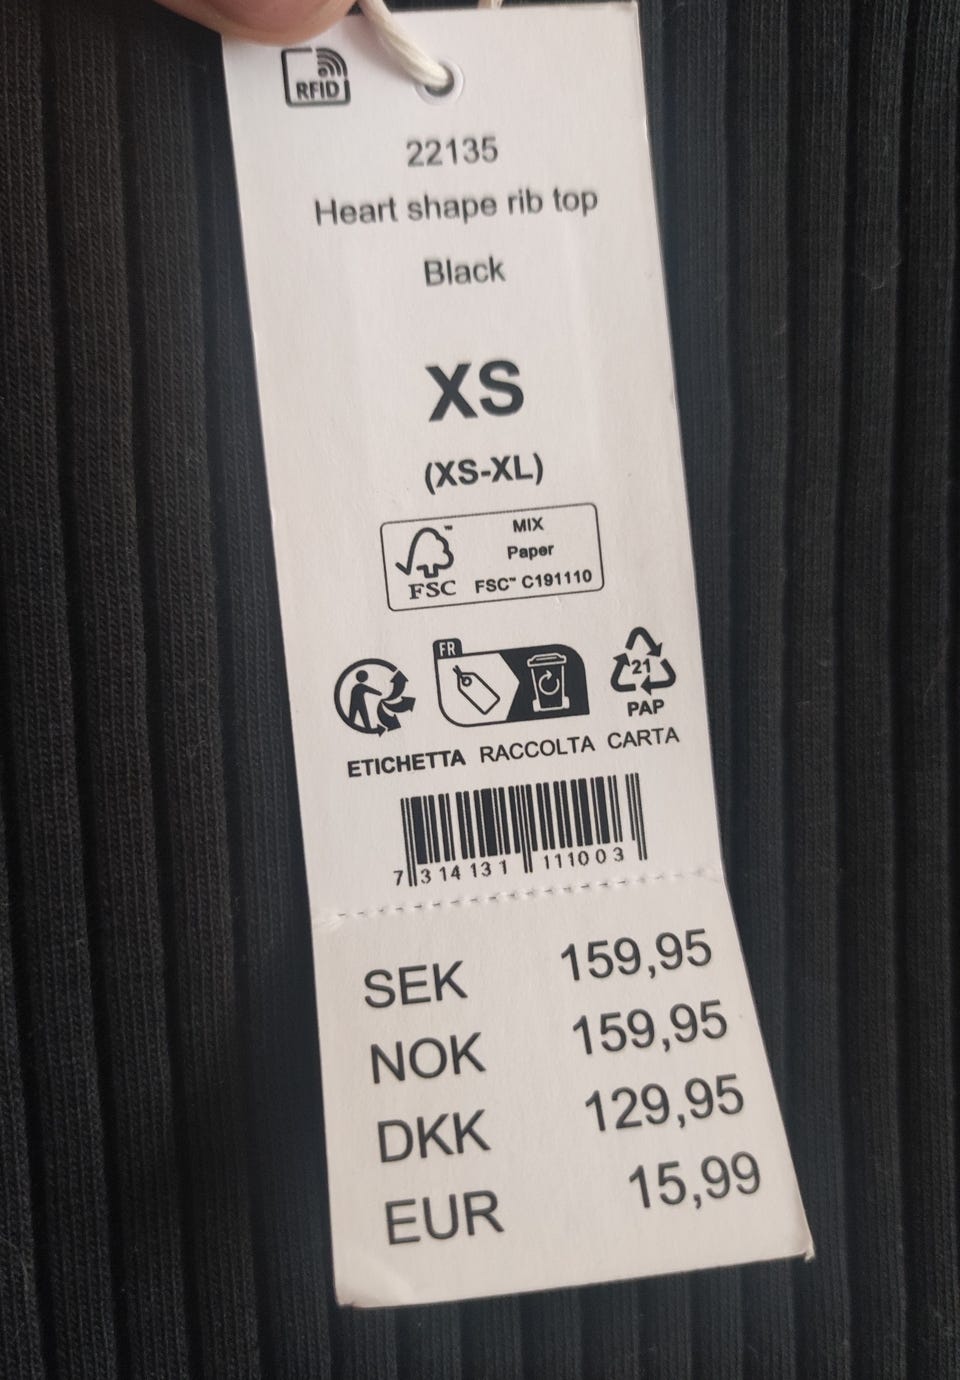 RFID
22135
Heart shape rib top
Black
XS
(XS-XL)
FSC™
MIX
Paper
FSC™ C191110
FR
21
PAP
ETICHETTA RACCOLTA CARTA
7 314131 111003
SEK 159,95
NOK 159,95
DKK 129,95
EUR 15,99